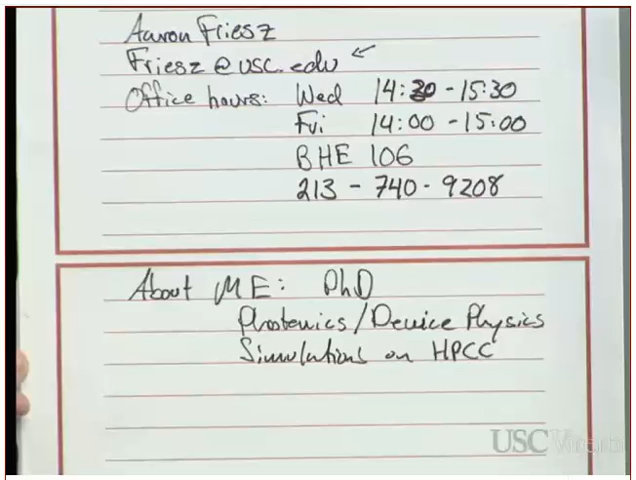 Aaron Friesz
Friesz@usc.edu ←
Office hours: Wed 14:30 - 15:30
Fri 14:00 - 15:00
BHE 106
213 - 740 - 9208
About ME: PhD
Photonics/Device Physics
Simulations on HPCC
USC Viterbi